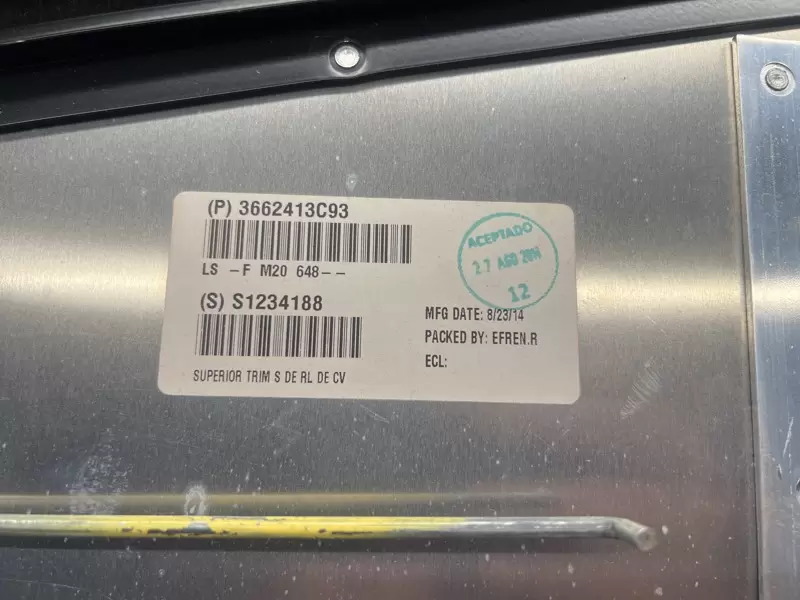 (P) 3662413C93
LS -F M20 648--
(S) S1234188
SUPERIOR TRIM S DE RL DE CV
ACEPTADO
27 AGO 2014
12
MFG DATE: 8/23/14
PACKED BY: EFREN.R
ECL: